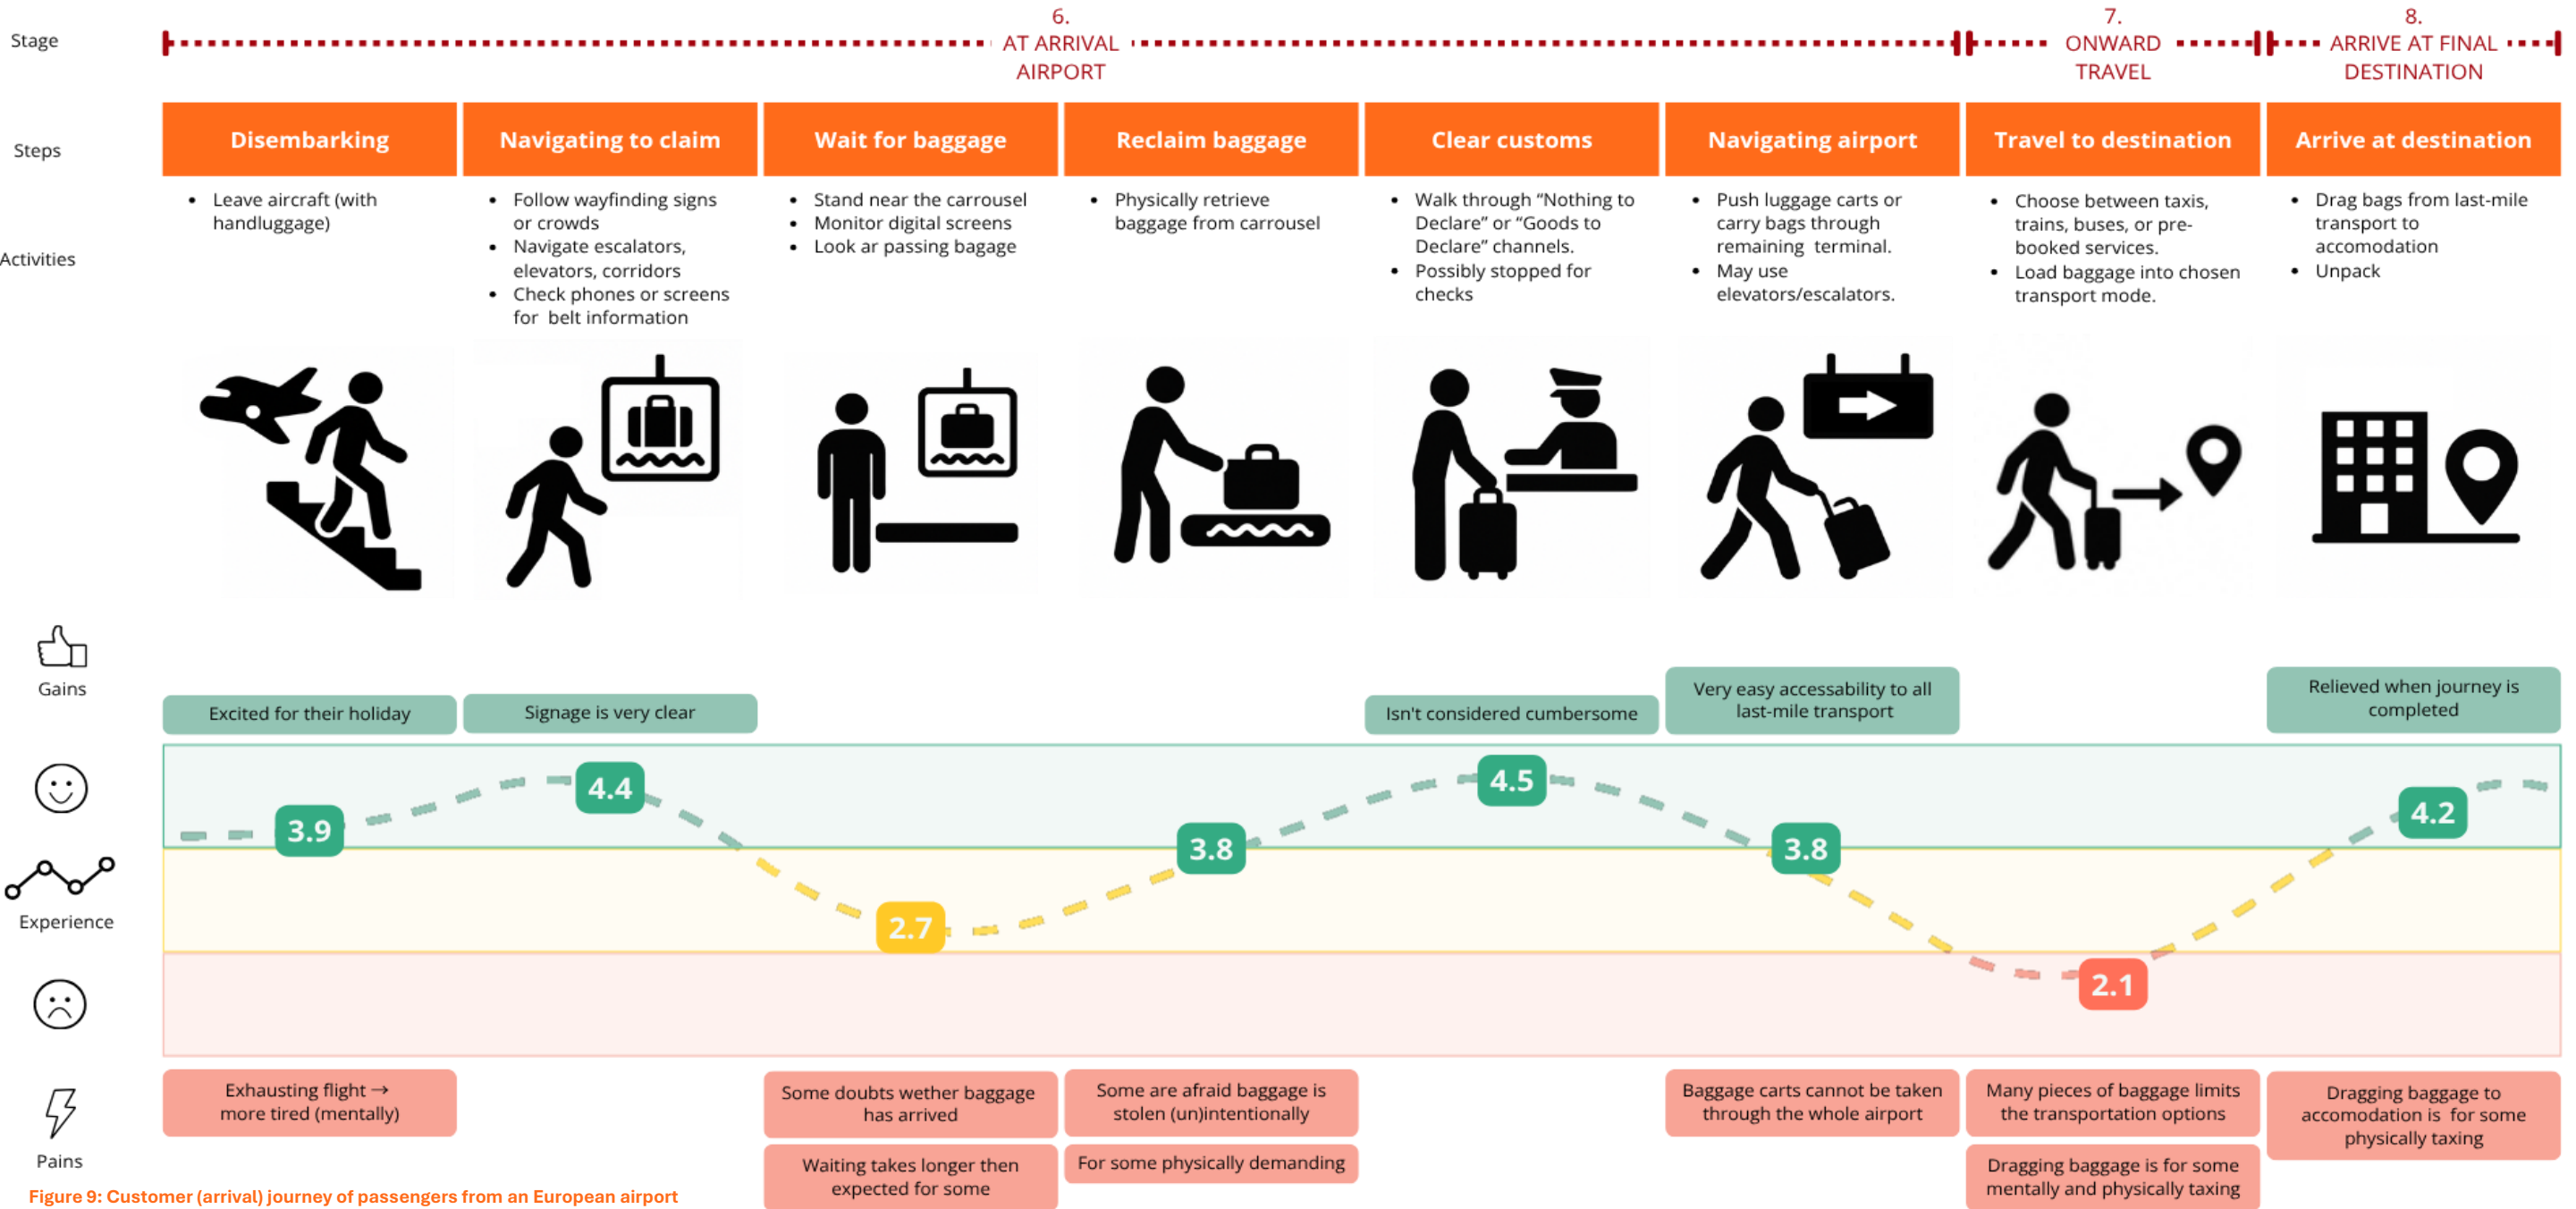 Stage
6.
AT ARRIVAL
AIRPORT
7.
ONWARD
TRAVEL
8.
ARRIVE AT FINAL
DESTINATION
Steps
Disembarking
Navigating to claim
Wait for baggage
Reclaim baggage
Clear customs
Navigating airport
Travel to destination
Arrive at destination
Activities
• Leave aircraft (with
handluggage)
• Follow wayfinding signs
or crowds
• Navigate escalators,
elevators, corridors
• Check phones or screens
for belt information
• Stand near the carrousel
• Monitor digital screens
• Look ar passing bagage
• Physically retrieve
baggage from carrousel
• Walk through “Nothing to
Declare” or “Goods to
Declare” channels.
• Possibly stopped for
checks
• Push luggage carts or
carry bags through
remaining terminal.
• May use
elevators/escalators.
• Choose between taxis,
trains, buses, or pre-
booked services.
• Load baggage into chosen
transport mode.
• Drag bags from last-mile
transport to
accomodation
• Unpack
Gains
Excited for their holiday
Signage is very clear
Isn't considered cumbersome
Very easy accessability to all
last-mile transport
Relieved when journey is
completed
Experience
3.9
4.4
2.7
3.8
4.5
3.8
2.1
4.2
Pains
Exhausting flight →
more tired (mentally)
Some doubts wether baggage
has arrived
Waiting takes longer then
expected for some
Some are afraid baggage is
stolen (un)intentionally
For some physically demanding
Baggage carts cannot be taken
through the whole airport
Many pieces of baggage limits
the transportation options
Dragging baggage is for some
mentally and physically taxing
Dragging baggage to
accomodation is for some
physically taxing
Figure 9: Customer (arrival) journey of passengers from an European airport